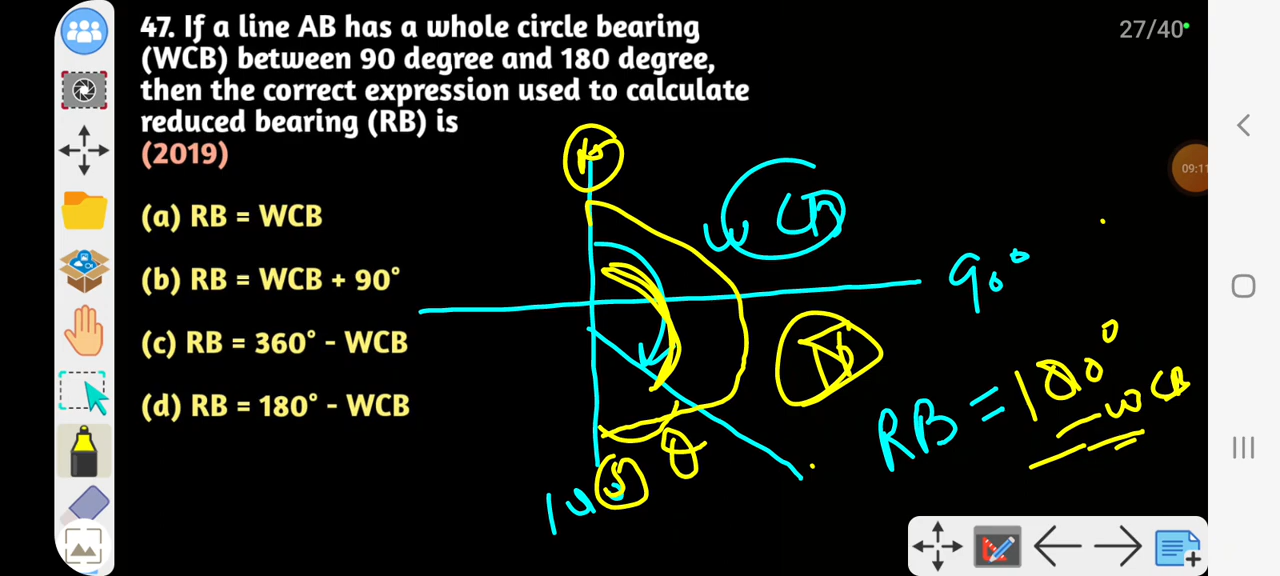 47. If a line AB has a whole circle bearing
(WCB) between 90 degree and 180 degree,
then the correct expression used to calculate
reduced bearing (RB) is
(2019)
(a) RB = WCB
(b) RB = WCB + 90°
(c) RB = 360° - WCB
(d) RB = 180° - WCB
27/40
09:11
90°
RB = 180° - WCB
S